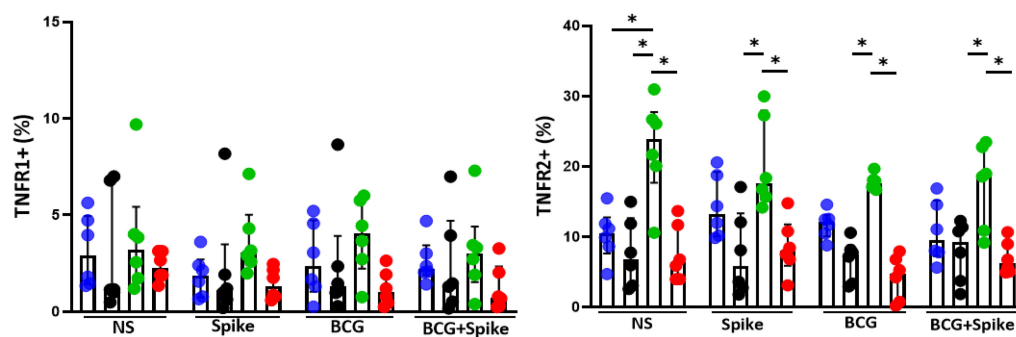 TNFR1+ (%)
15
10
5
0
NS
Spike
BCG
BCG+Spike
TNFR2+ (%)
40
30
20
10
0
* * *
* *
* *
* *
NS
Spike
BCG
BCG+Spike